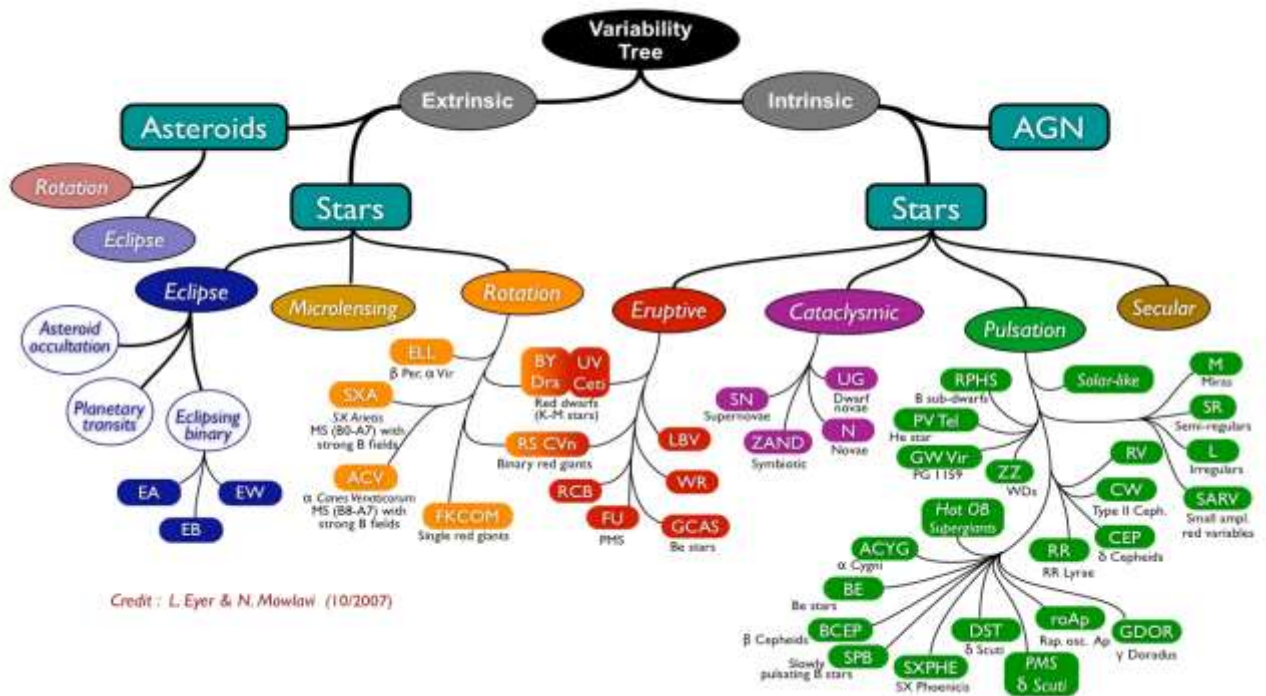 Variability
Tree
Extrinsic
Intrinsic
Asteroids
AGN
Rotation
Eclipse
Stars
Stars
Eclipse
Microlensing
Rotation
Eruptive
Cataclysmic
Pulsation
Secular
Asteroid
occultation
Planetary
transits
Eclipsing
binary
EA
EB
EW
ELL
β Per, α Vir
SXA
SX Arietis
MS (B0-A7) with
strong B fields
ACV
α Canes Venaticorum
MS (B8-A7) with
strong B fields
FKCOM
Single red giants
BY
Dra
UV
Ceti
Red dwarfs
(K-M stars)
RS CVn
Binary red giants
LBV
WR
RCB
FU
PMS
GCAS
Be stars
SN
Supernovae
UG
Dwarf
novae
ZAND
Symbiotic
N
Novae
RPHS
B sub-dwarfs
PV Tel
He star
GW Vir
PG 1159
ZZ
WDs
Solar-like
M
Miras
SR
Semi-regulars
L
Irregulars
SARV
Small ampl.
red variables
RV
CW
Type II Ceph.
CEP
δ Cepheids
RR
RR Lyrae
Hot OB
Supergiants
ACYG
α Cygni
BE
Be stars
BCEP
β Cepheids
SPB
Slowly
pulsating B stars
SXPHE
SX Phoenicis
DST
δ Scuti
PMS
δ Scuti
roAp
Rap. osc. Ap
GDOR
γ Doradus
Credit : L. Eyer & N. Mowlavi (10/2007)